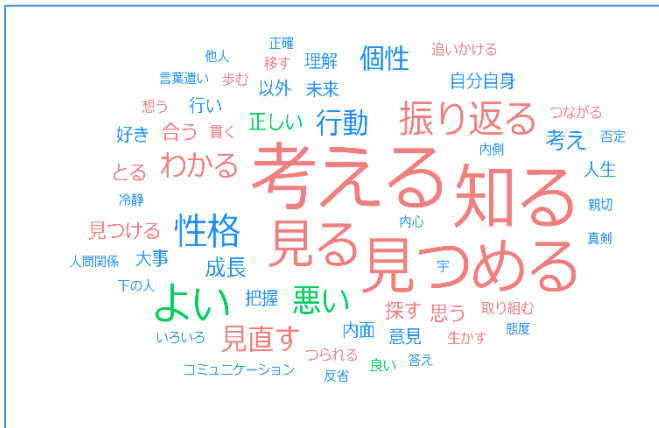 正確
他人
移す
理解
個性
追いかける
言葉遣い
歩む
以外
未来
自分自身
想う
行い
正しい
行動
振り返る
つながる
好き
合う
貫く
考え
否定
とる
わかる
考える
内側
知る
人生
冷静
親切
見つける
性格
見る
内心
見つめる
真剣
人間関係
大事
成長
宇
下の人
よい
把握
悪い
探す
思う
取り組む
いろいろ
見直す
内面
意見
生かす
態度
コミュニケーション
つられる
反省
良い
答え